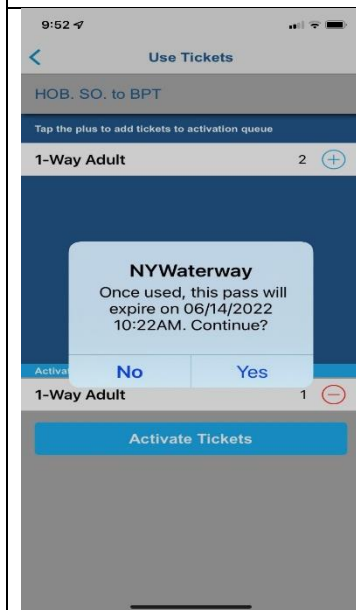 9:52
Use Tickets
HOB. SO. to BPT
Tap the plus to add tickets to activation queue
1-Way Adult 2
NYWaterway
Once used, this pass will
expire on 06/14/2022
10:22AM. Continue?
No Yes
1-Way Adult 1
Activate Tickets